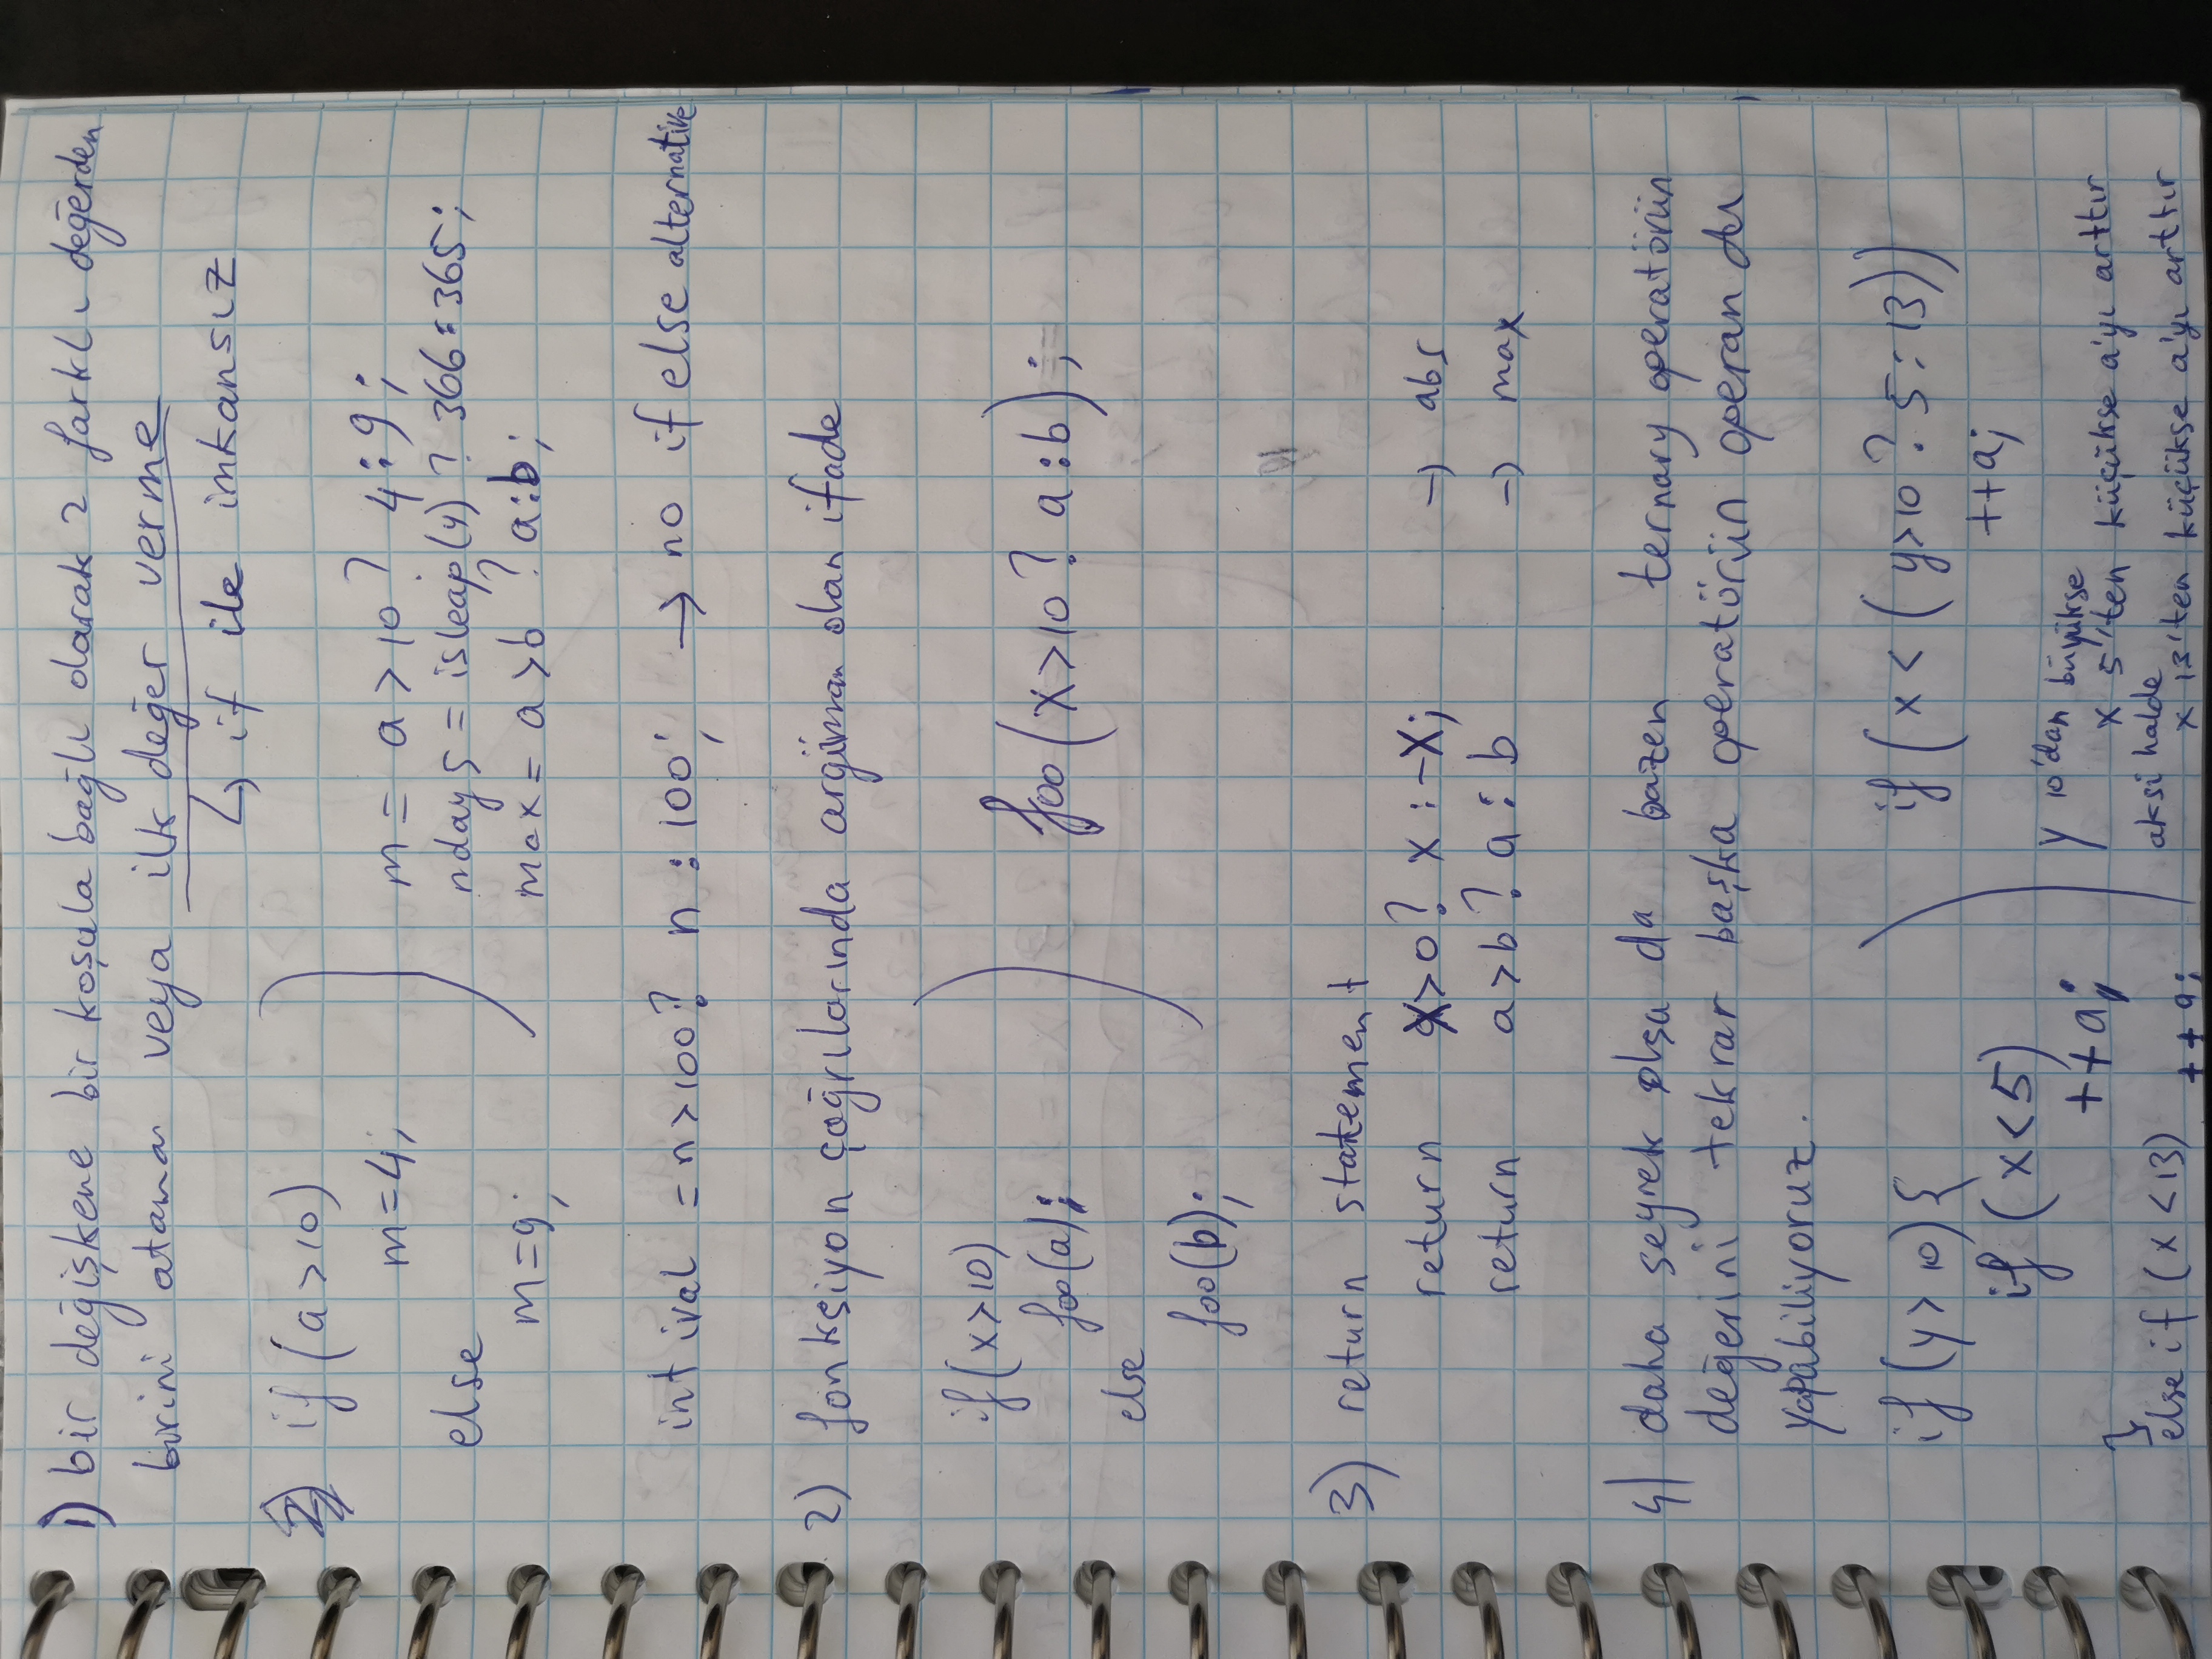 1) bir değişkene bir koşula bağlı olarak 2 farklı değerden
birini atama veya ilk değer verme
↳ if ile imkansız
if (a > 10)
m = 4;
else
m = 9;
m = a > 10 ? 4 : 9;
ndays = isleap(y) ? 366 : 365;
max = a > b ? a : b;
int ival = n > 100 ? n : 100; → no if else alternative
2) fonksiyon çağrılarında argüman olan ifade
if (x > 10)
foo(a);
else
foo(b);
foo(x > 10 ? a : b);
3) return statement
return x > 0 ? x : -x; → abs
return a > b ? a : b → max
4) daha seyrek olsa da bazen ternary operatörün
değerini tekrar başka operatörün operandı
yapabiliyoruz.
if (y > 10) {
if (x < 5)
++a;
}
else if (x < 13)
++a;
if (x < (y > 10 ? 5 : 13))
++a;
y 10'dan büyükse
x 5'ten küçükse a'yı arttır
aksi halde
x 13'ten küçükse a'yı arttır